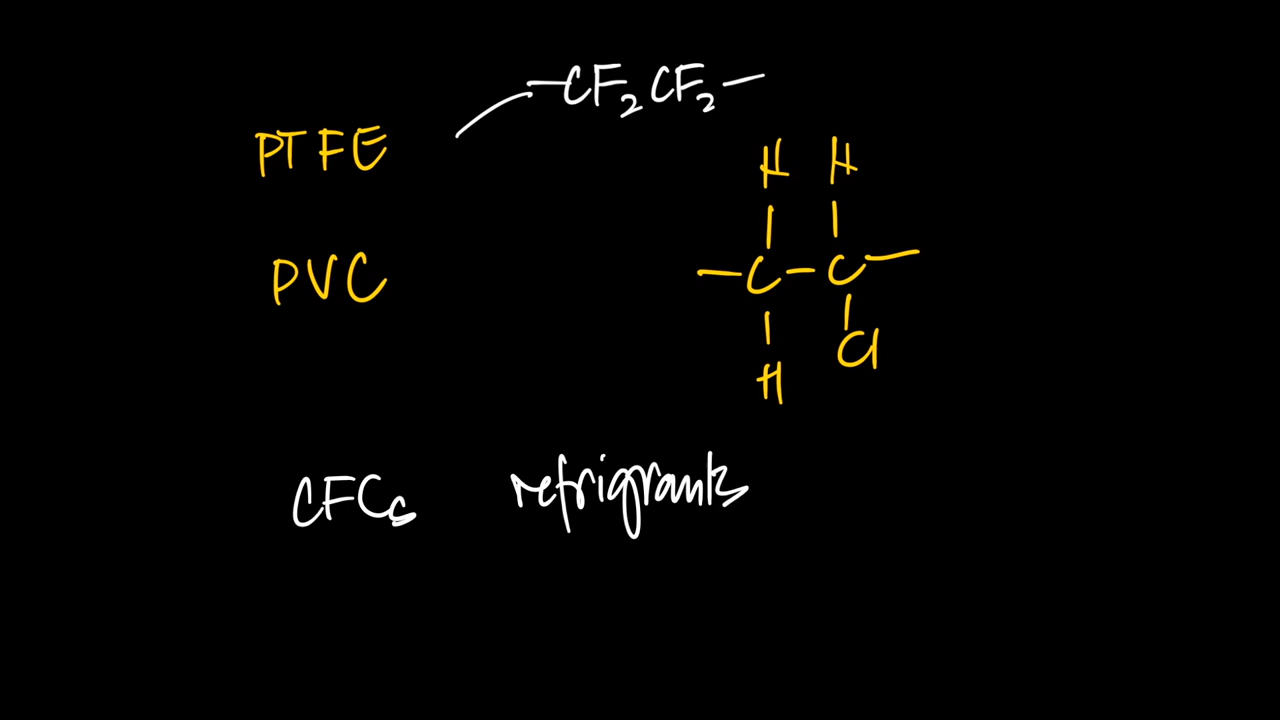 —CF₂CF₂—
PTFE
H H
PVC
—C—C—
Cl
H
CFCs refrigrants